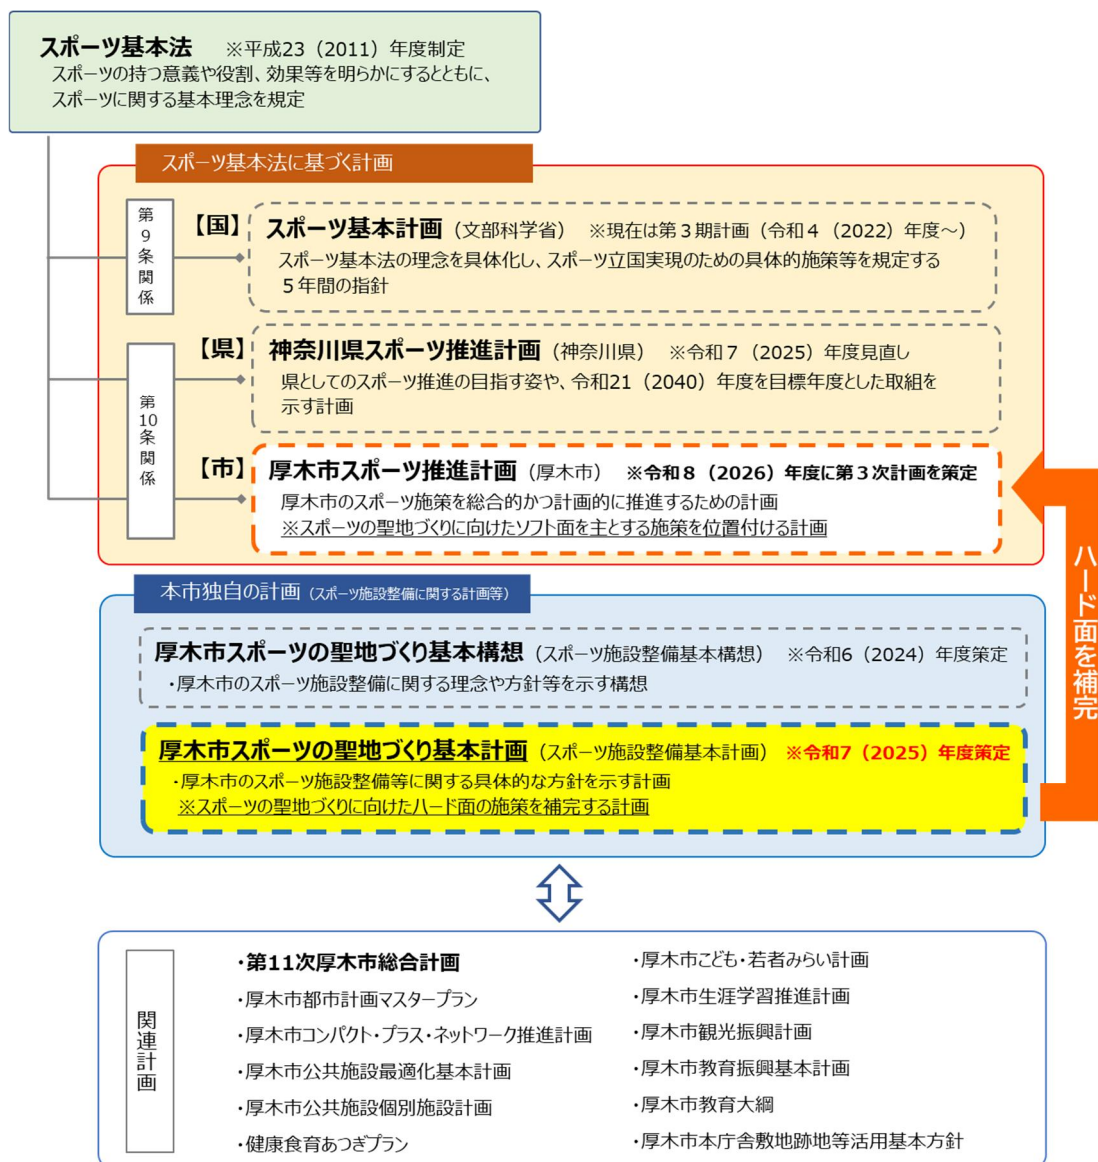 スポーツ基本法　※平成23（2011）年度制定
スポーツの持つ意義や役割、効果等を明らかにするとともに、
スポーツに関する基本理念を規定
スポーツ基本法に基づく計画
第９条関係
【国】スポーツ基本計画（文部科学省）　※現在は第３期計画（令和４（2022）年度～）
スポーツ基本法の理念を具体化し、スポーツ立国実現のための具体的施策等を規定する
５年間の指針
第10条関係
【県】神奈川県スポーツ推進計画（神奈川県）　※令和７（2025）年度見直し
県としてのスポーツ推進の目指す姿や、令和21（2040）年度を目標年度とした取組を
示す計画
【市】厚木市スポーツ推進計画（厚木市）　※令和８（2026）年度に第３次計画を策定
厚木市のスポーツ施策を総合的かつ計画的に推進するための計画
※スポーツの聖地づくりに向けたソフト面を主とする施策を位置付ける計画
ハード面を補完
本市独自の計画（スポーツ施設整備に関する計画等）
厚木市スポーツの聖地づくり基本構想（スポーツ施設整備基本構想）　※令和6（2024）年度策定
・厚木市のスポーツ施設整備に関する理念や方針等を示す構想
厚木市スポーツの聖地づくり基本計画（スポーツ施設整備基本計画）　※令和7（2025）年度策定
・厚木市のスポーツ施設整備等に関する具体的な方針を示す計画
※スポーツの聖地づくりに向けたハード面の施策を補完する計画
関連計画
・第11次厚木市総合計画
・厚木市都市計画マスタープラン
・厚木市コンパクト・プラス・ネットワーク推進計画
・厚木市公共施設最適化基本計画
・厚木市公共施設個別施設計画
・健康食育あつぎプラン
・厚木市こども・若者みらい計画
・厚木市生涯学習推進計画
・厚木市観光振興計画
・厚木市教育振興基本計画
・厚木市教育大綱
・厚木市本庁舎敷地跡地等活用基本方針